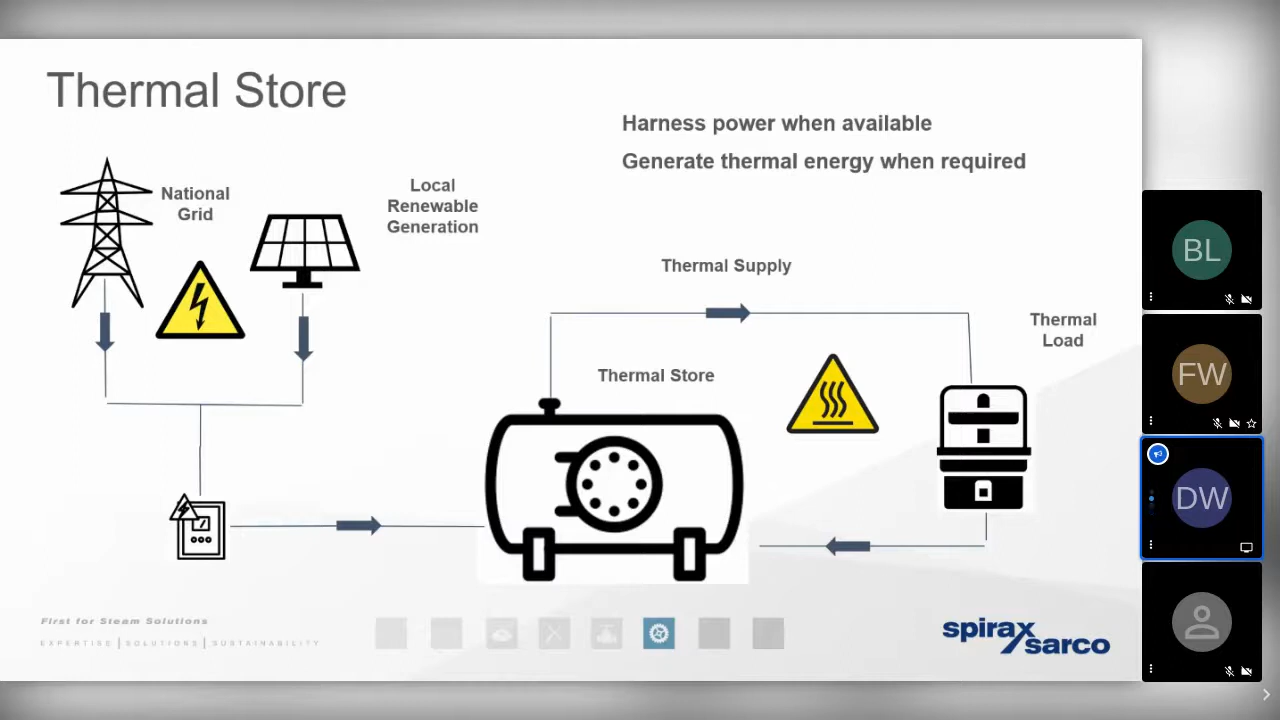 Thermal Store
Harness power when available
Generate thermal energy when required
National
Grid
Local
Renewable
Generation
Thermal Supply
Thermal
Load
Thermal Store
First for Steam Solutions
EXPERTISE | SOLUTIONS | SUSTAINABILITY
spirax
sarco
BL
FW
DW